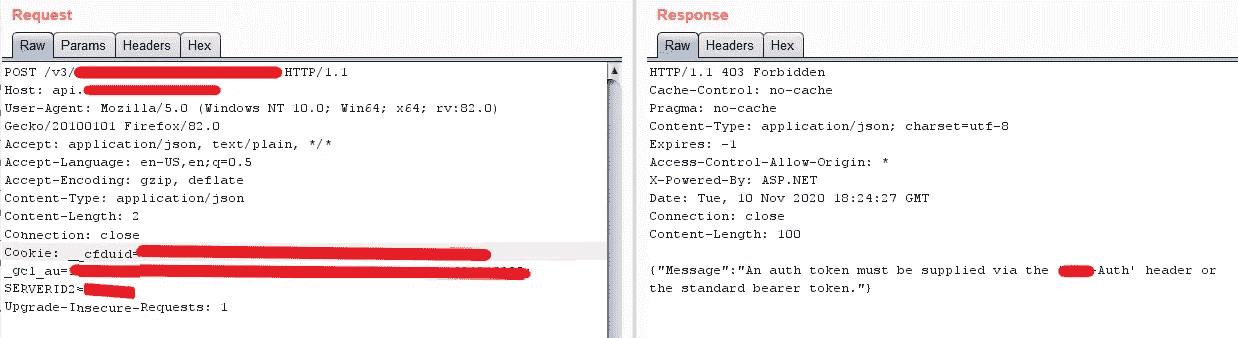 Request
Raw Params Headers Hex
POST /v3/ HTTP/1.1
Host: api.
User-Agent: Mozilla/5.0 (Windows NT 10.0; Win64; x64; rv:82.0)
Gecko/20100101 Firefox/82.0
Accept: application/json, text/plain, */*
Accept-Language: en-US,en;q=0.5
Accept-Encoding: gzip, deflate
Content-Type: application/json
Content-Length: 2
Connection: close
Cookie: __cfduid=
_gcl_au=
SERVERID2=
Upgrade-Insecure-Requests: 1
Response
Raw Headers Hex
HTTP/1.1 403 Forbidden
Cache-Control: no-cache
Pragma: no-cache
Content-Type: application/json; charset=utf-8
Expires: -1
Access-Control-Allow-Origin: *
X-Powered-By: ASP.NET
Date: Tue, 10 Nov 2020 18:24:27 GMT
Connection: close
Content-Length: 100
{"Message":"An auth token must be supplied via the -Auth' header or
the standard bearer token."}